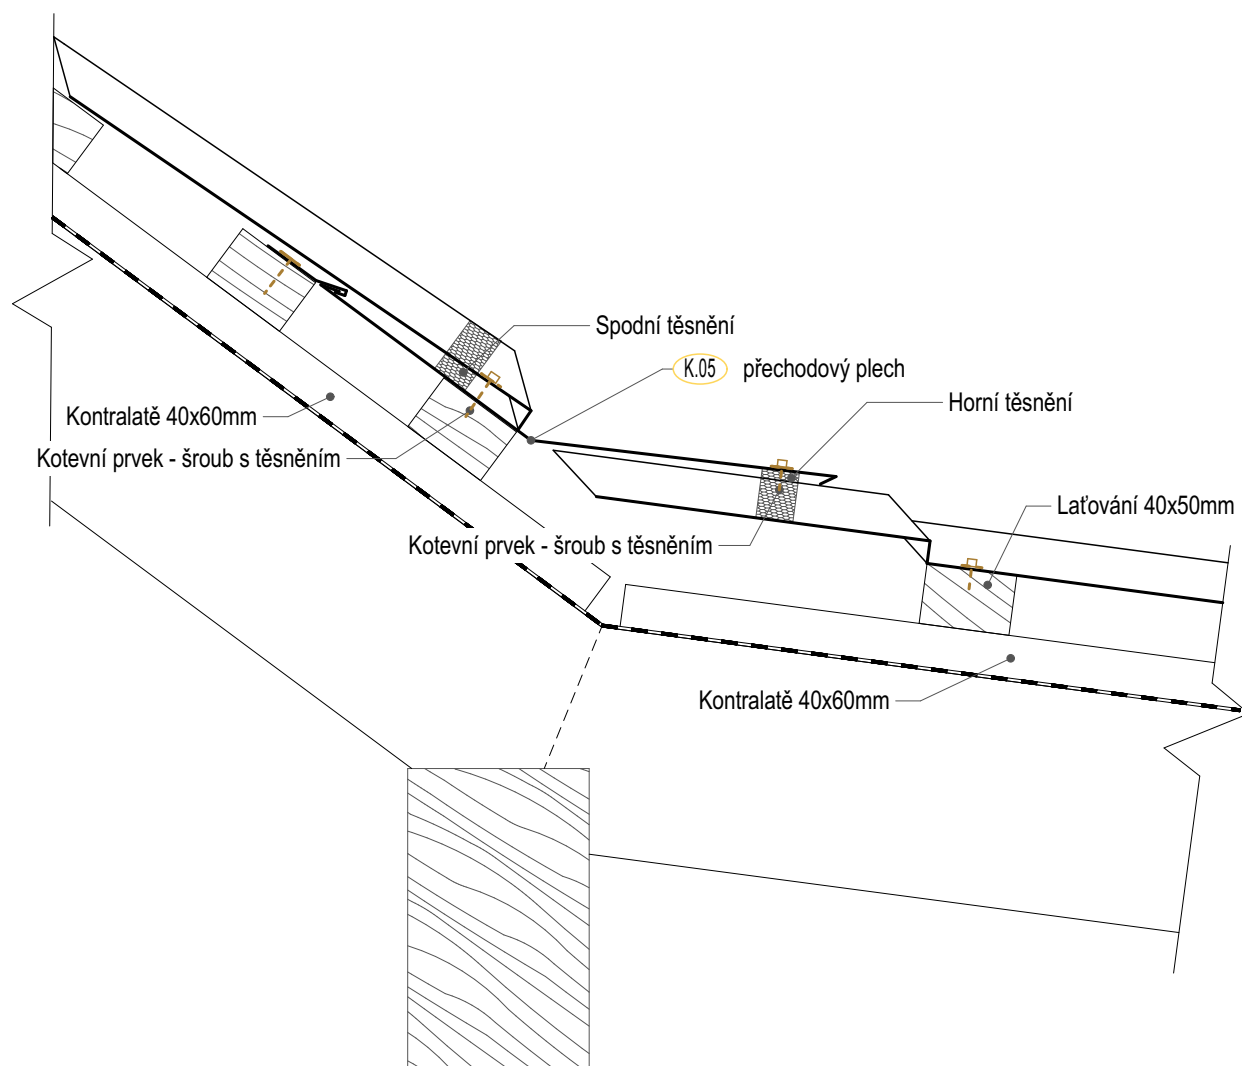 Spodní těsnění
K.05 přechodový plech
Horní těsnění
Kontralatě 40x60mm
Kotevní prvek - šroub s těsněním
Laťování 40x50mm
Kotevní prvek - šroub s těsněním
Kontralatě 40x60mm